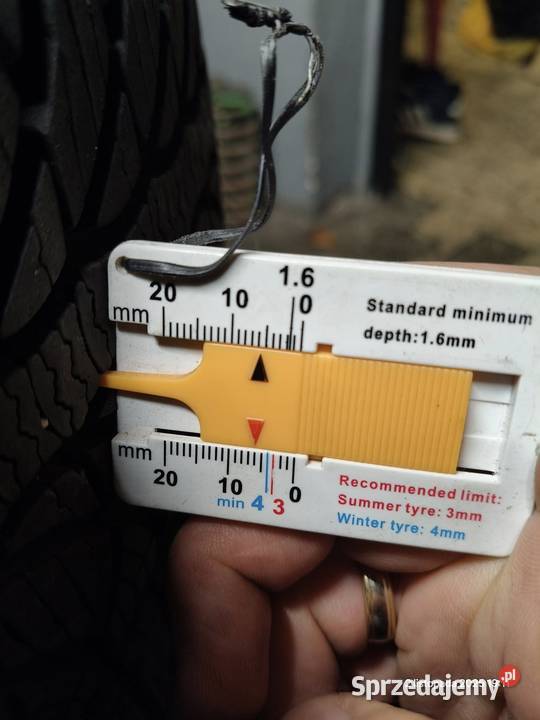 1.6
20 10 0
mm
Standard minimum
depth:1.6mm
mm
20 10 0
min 4 3
Recommended limit:
Summer tyre: 3mm
Winter tyre: 4mm
Sprzedajemy.pl